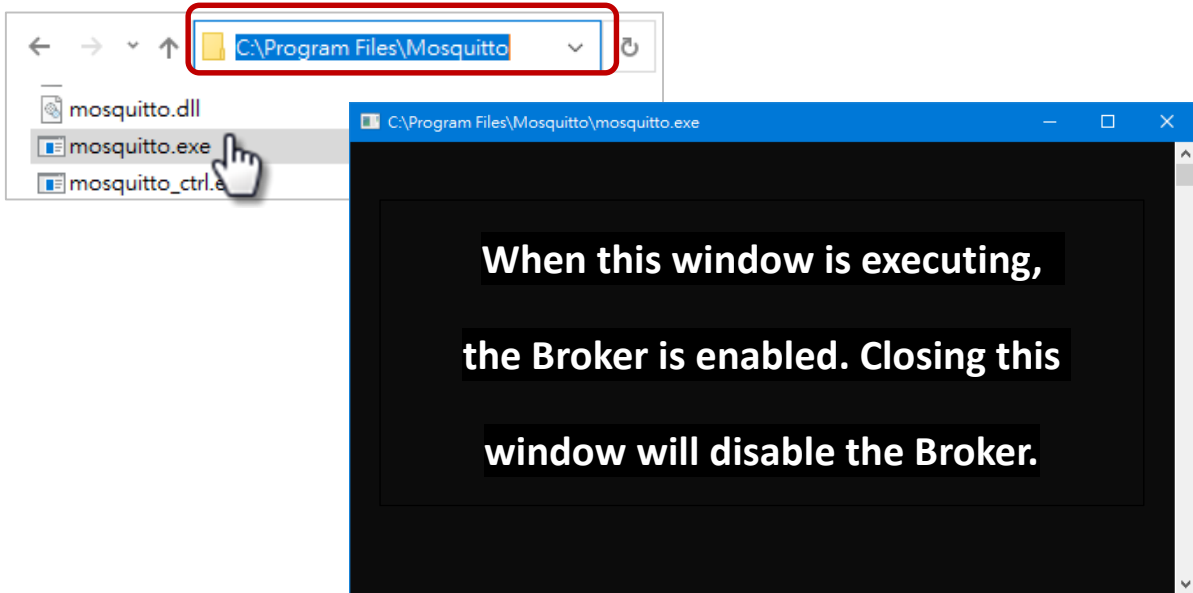 C:\Program Files\Mosquitto
mosquitto.dll
mosquitto.exe
mosquitto_ctrl.e
C:\Program Files\Mosquitto\mosquitto.exe
When this window is executing,
the Broker is enabled. Closing this
window will disable the Broker.